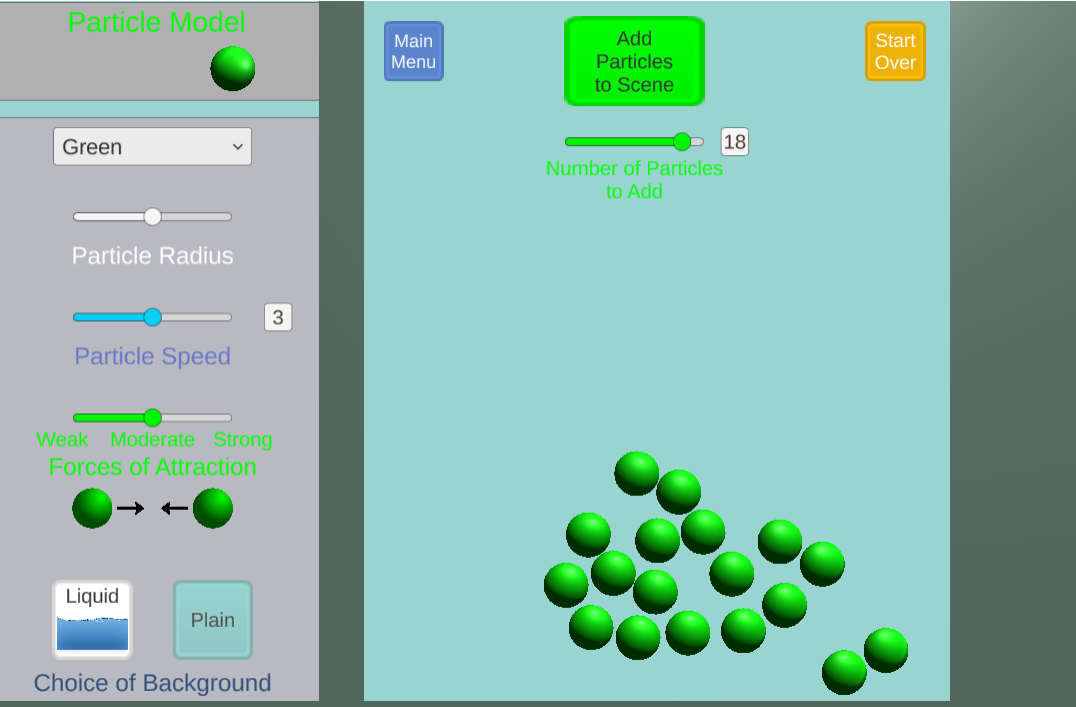 Particle Model
Green
Particle Radius
3
Particle Speed
Weak Moderate Strong
Forces of Attraction
Liquid
Plain
Choice of Background
Main
Menu
Add
Particles
to Scene
Start
Over
18
Number of Particles
to Add